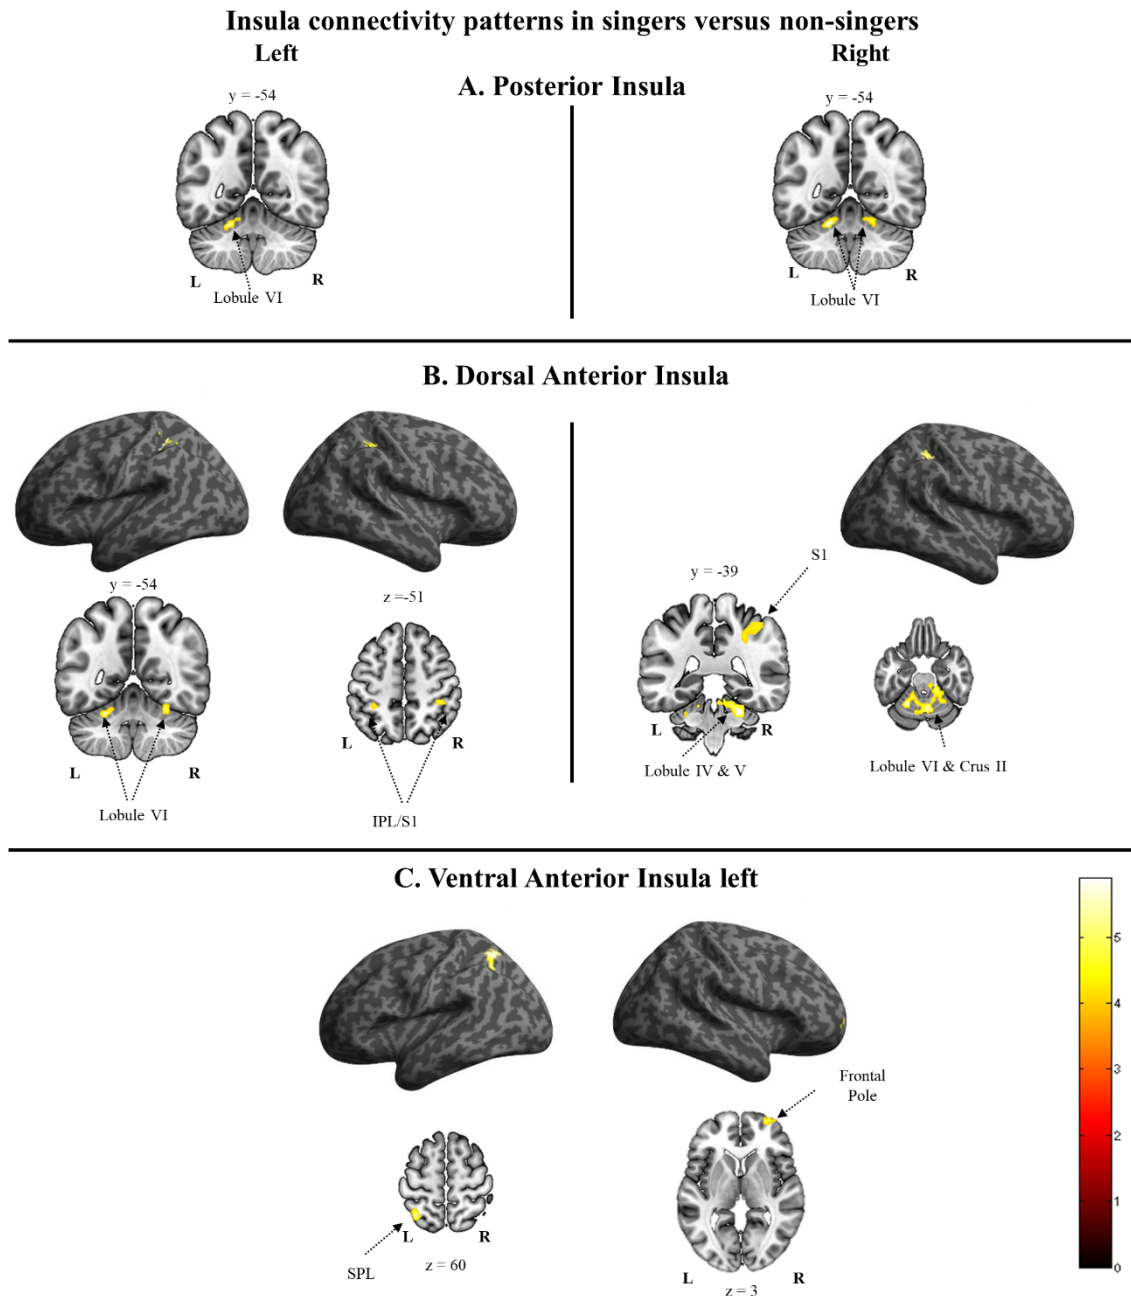 Insula connectivity patterns in singers versus non-singers
Left
Right
A. Posterior Insula
y = -54
y = -54
L
R
Lobule VI
L
R
Lobule VI
B. Dorsal Anterior Insula
y = -54
z =-51
L
R
Lobule VI
L
R
IPL/S1
S1
y = -39
L
R
Lobule IV & V
Lobule VI & Crus II
C. Ventral Anterior Insula left
Frontal
Pole
SPL
L
R
z = 60
L
R
z = 3
5
4
3
2
1
0